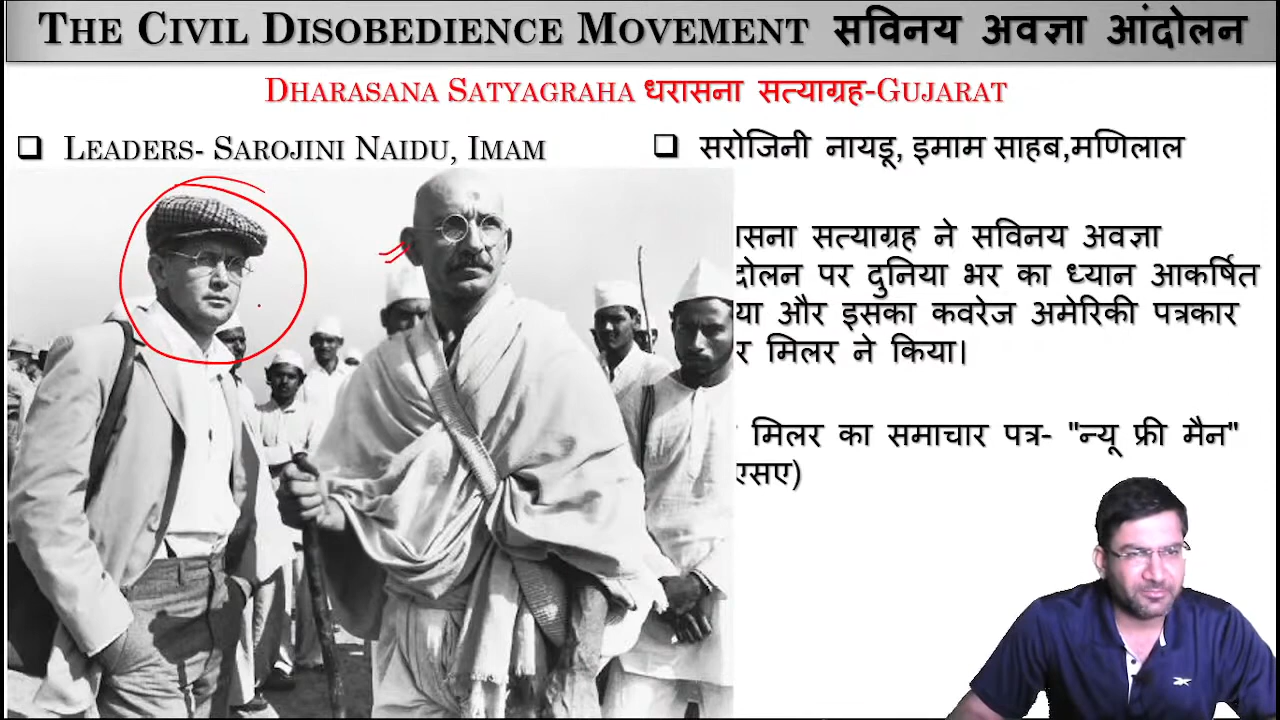 THE CIVIL DISOBEDIENCE MOVEMENT सविनय अवज्ञा आंदोलन
DHARASANA SATYAGRAHA धरासना सत्याग्रह-GUJARAT
LEADERS- SAROJINI NAIDU, IMAM
सरोजिनी नायडू, इमाम साहब,मणिलाल
सत्याग्रह ने सविनय अवज्ञा
पर दुनिया भर का ध्यान आकर्षित
और इसका कवरेज अमेरिकी पत्रकार
मिलर ने किया।
मिलर का समाचार पत्र- "न्यू फ्री मैन"